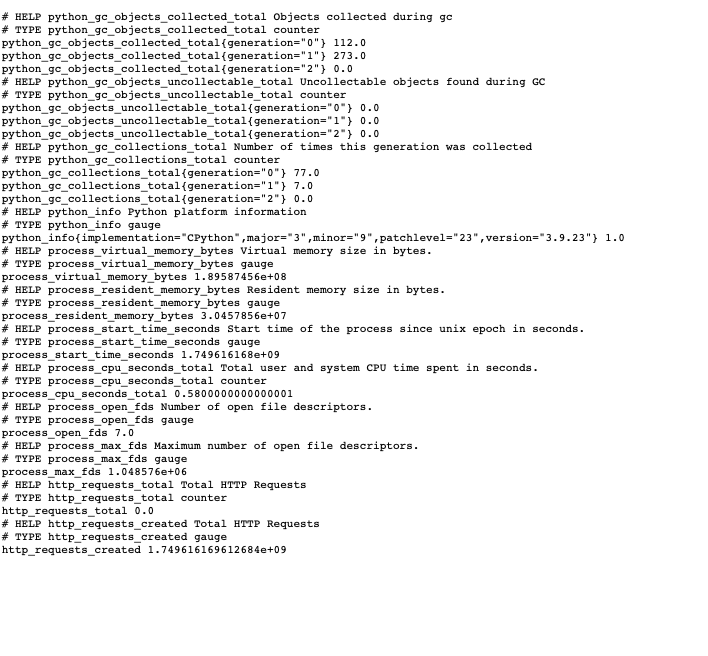 # HELP python_gc_objects_collected_total Objects collected during gc
# TYPE python_gc_objects_collected_total counter
python_gc_objects_collected_total{generation="0"} 112.0
python_gc_objects_collected_total{generation="1"} 273.0
python_gc_objects_collected_total{generation="2"} 0.0
# HELP python_gc_objects_uncollectable_total Uncollectable objects found during GC
# TYPE python_gc_objects_uncollectable_total counter
python_gc_objects_uncollectable_total{generation="0"} 0.0
python_gc_objects_uncollectable_total{generation="1"} 0.0
python_gc_objects_uncollectable_total{generation="2"} 0.0
# HELP python_gc_collections_total Number of times this generation was collected
# TYPE python_gc_collections_total counter
python_gc_collections_total{generation="0"} 77.0
python_gc_collections_total{generation="1"} 7.0
python_gc_collections_total{generation="2"} 0.0
# HELP python_info Python platform information
# TYPE python_info gauge
python_info{implementation="CPython",major="3",minor="9",patchlevel="23",version="3.9.23"} 1.0
# HELP process_virtual_memory_bytes Virtual memory size in bytes.
# TYPE process_virtual_memory_bytes gauge
process_virtual_memory_bytes 1.89587456e+08
# HELP process_resident_memory_bytes Resident memory size in bytes.
# TYPE process_resident_memory_bytes gauge
process_resident_memory_bytes 3.0457856e+07
# HELP process_start_time_seconds Start time of the process since unix epoch in seconds.
# TYPE process_start_time_seconds gauge
process_start_time_seconds 1.749616168e+09
# HELP process_cpu_seconds_total Total user and system CPU time spent in seconds.
# TYPE process_cpu_seconds_total counter
process_cpu_seconds_total 0.5800000000000001
# HELP process_open_fds Number of open file descriptors.
# TYPE process_open_fds gauge
process_open_fds 7.0
# HELP process_max_fds Maximum number of open file descriptors.
# TYPE process_max_fds gauge
process_max_fds 1.048576e+06
# HELP http_requests_total Total HTTP Requests
# TYPE http_requests_total counter
http_requests_total 0.0
# HELP http_requests_created Total HTTP Requests
# TYPE http_requests_created gauge
http_requests_created 1.749616169612684e+09